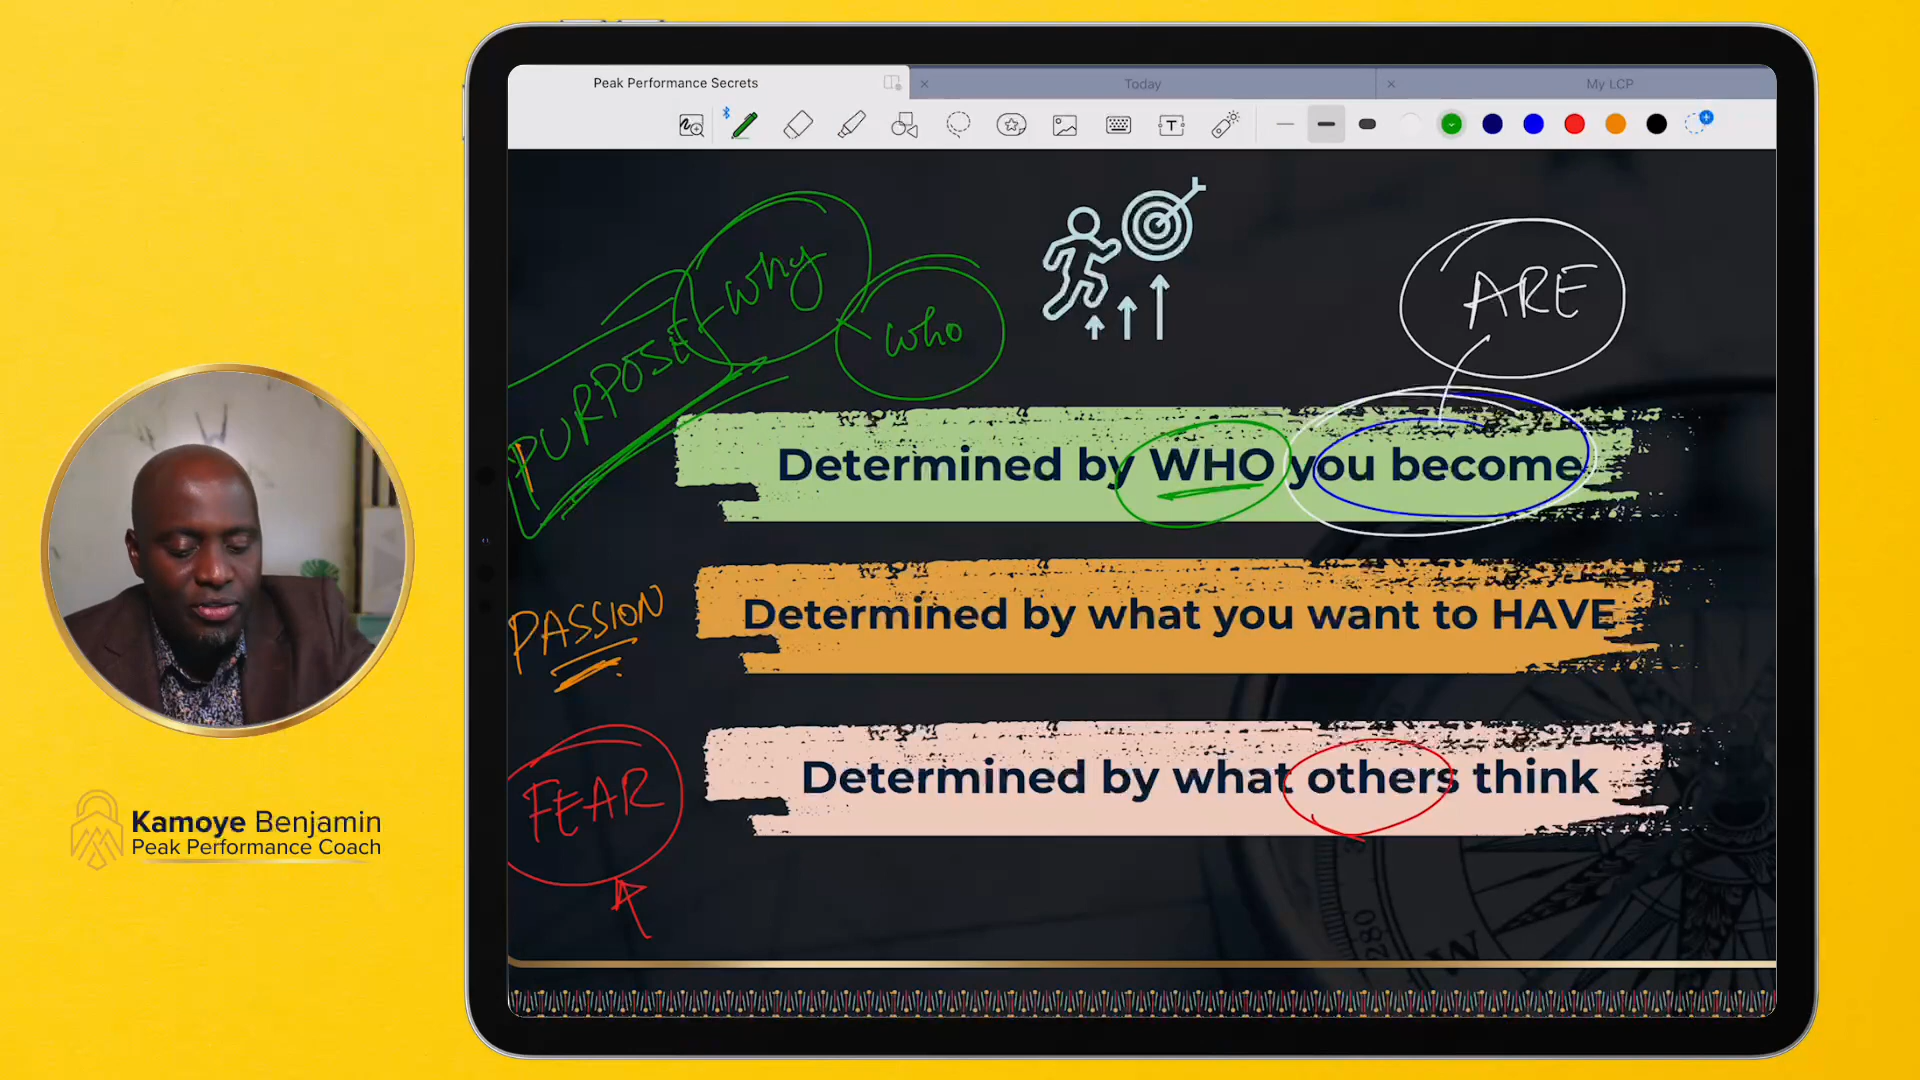 Peak Performance Secrets
Today
My LCP
T
PURPOSE
why
who
ARE
Determined by WHO you become
PASSION
Determined by what you want to HAVE
FEAR
Determined by what others think
280
W
Kamoye Benjamin
Peak Performance Coach